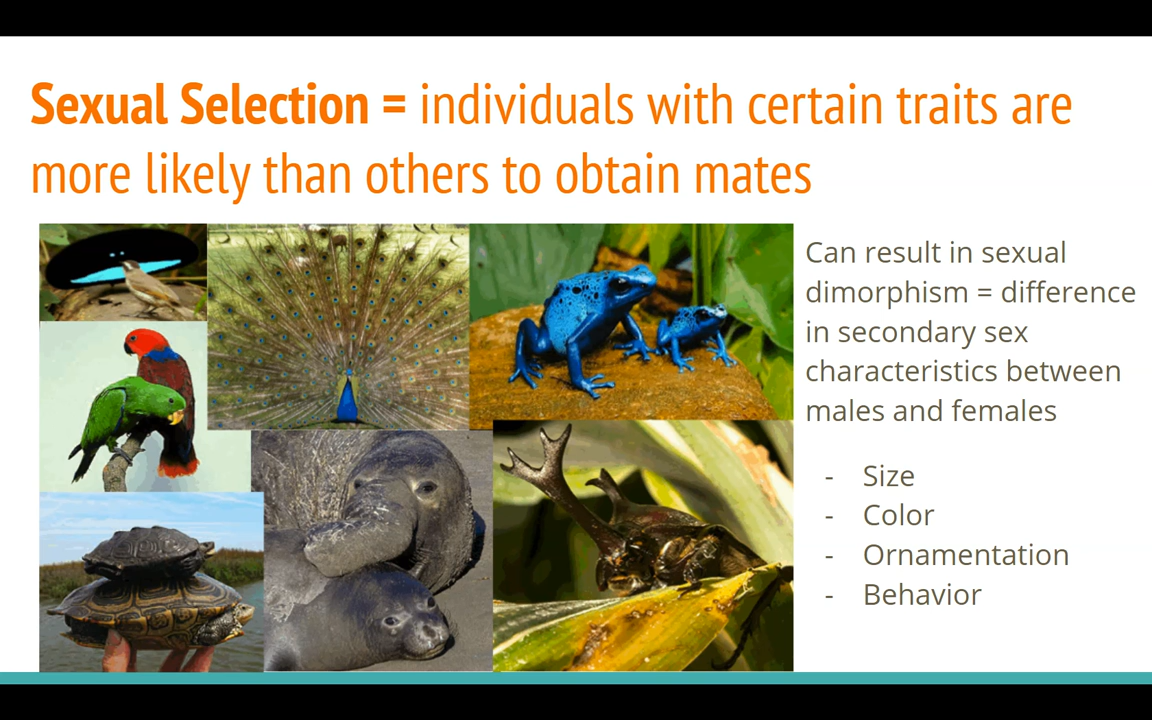 Sexual Selection = individuals with certain traits are
more likely than others to obtain mates
Can result in sexual
dimorphism = difference
in secondary sex
characteristics between
males and females
- Size
- Color
- Ornamentation
- Behavior